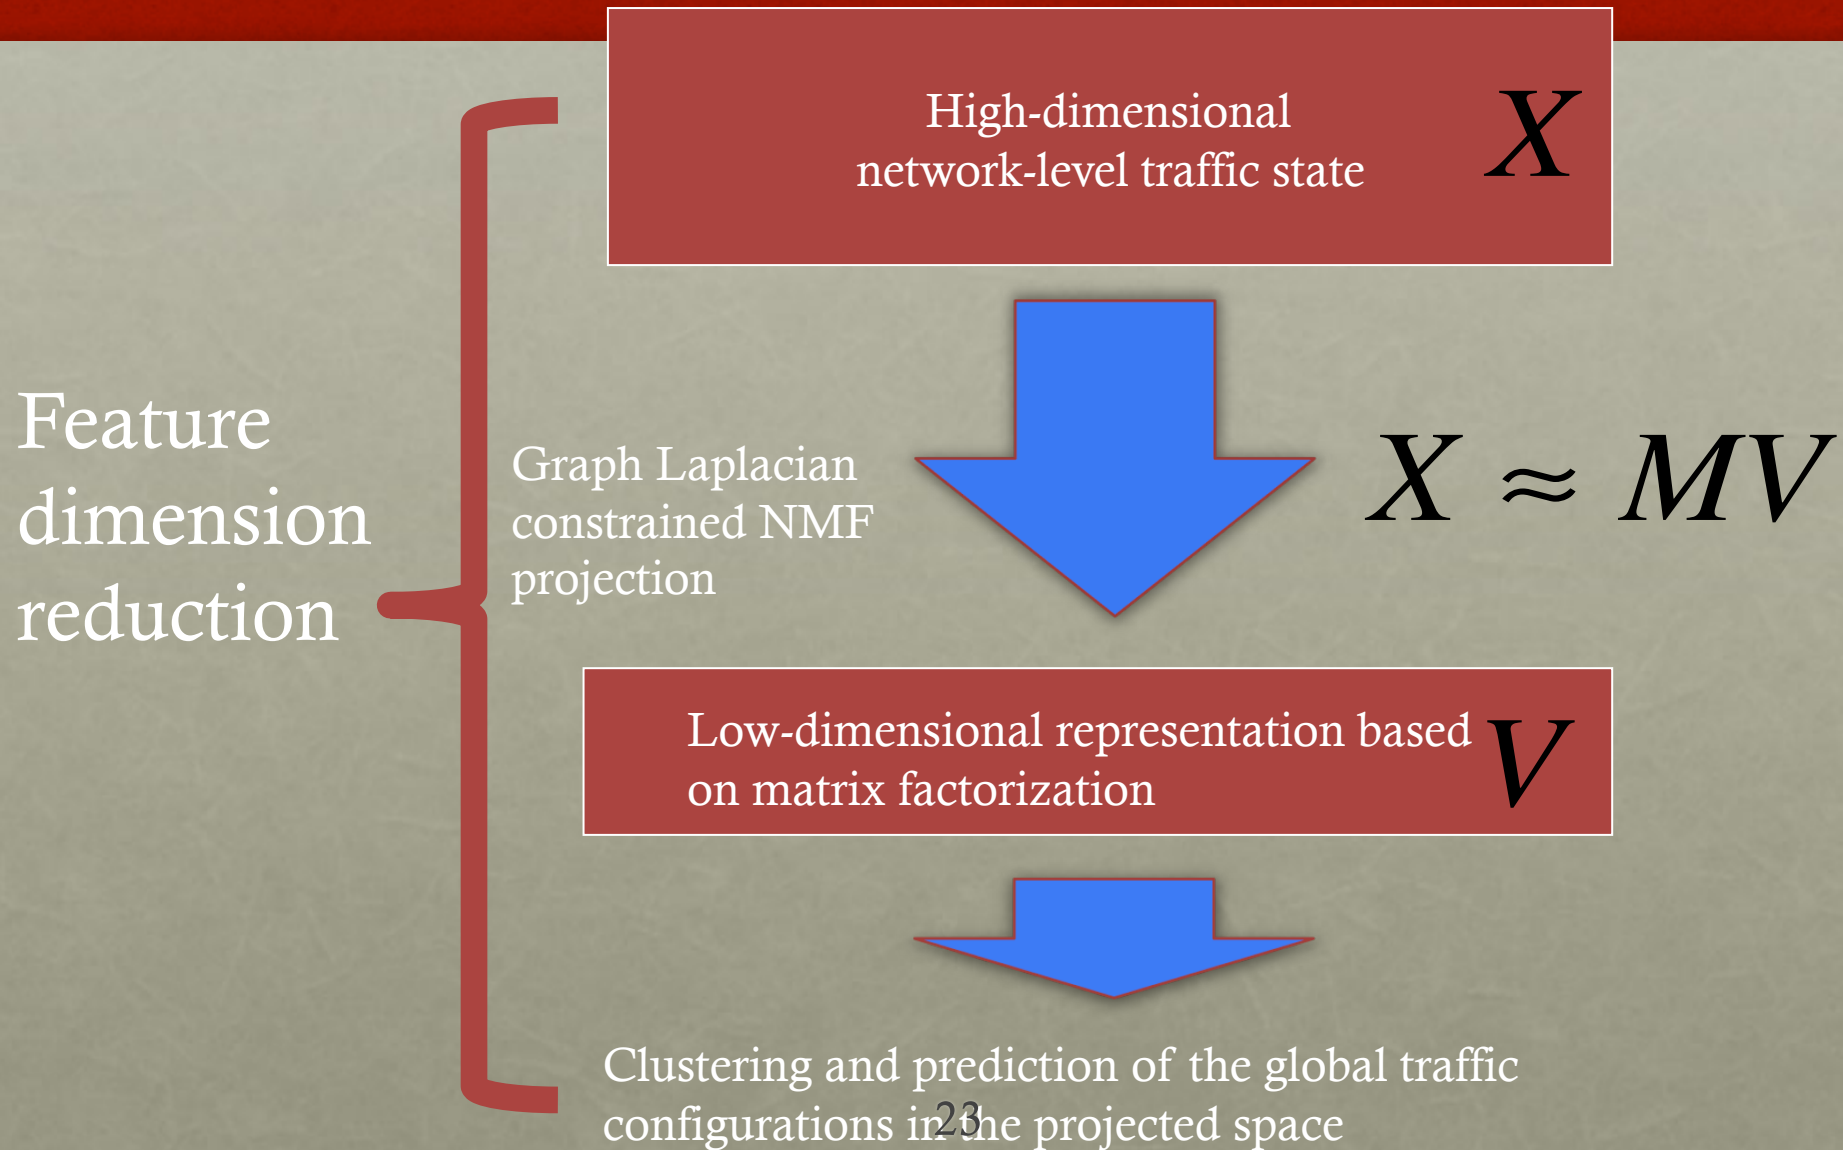 High-dimensional
network-level traffic state
X
Feature
dimension
reduction
Graph Laplacian
constrained NMF
projection
X ≈ MV
Low-dimensional representation based
on matrix factorization
V
Clustering and prediction of the global traffic
configurations in the projected space
23